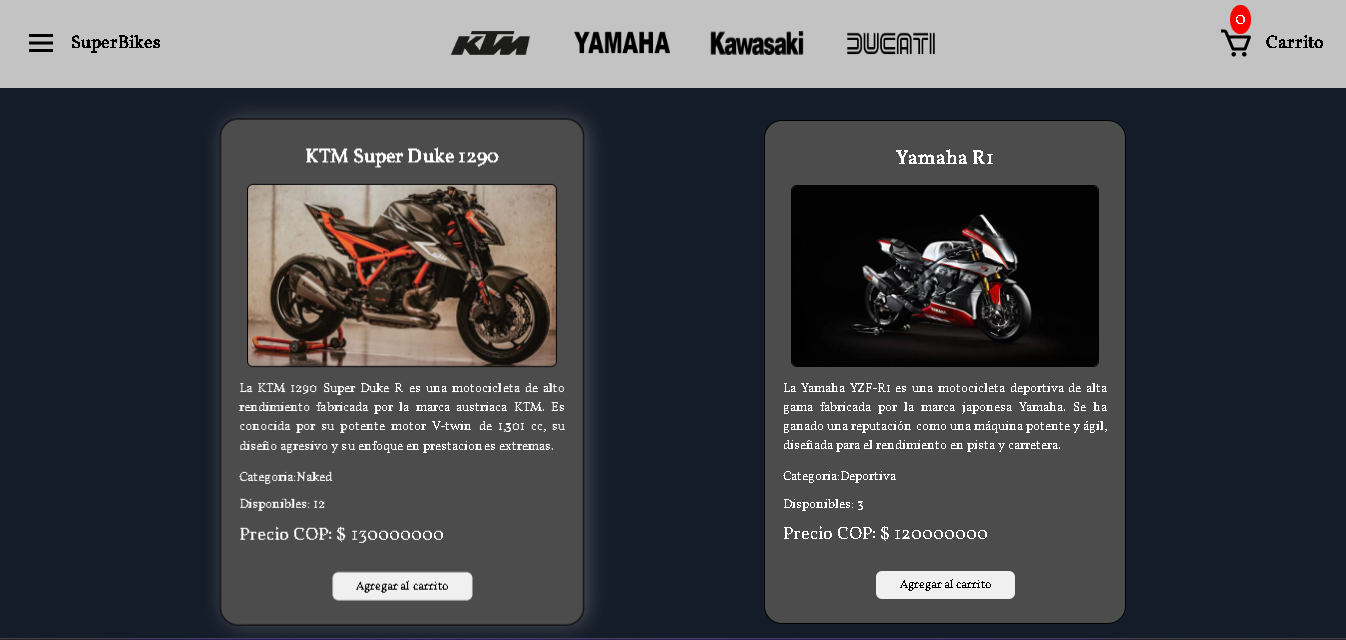 SuperBikes
KTM
YAMAHA
Kawasaki
DUCATI
0
Carrito
KTM Super Duke 1290
La KTM 1290 Super Duke R es una motocicleta de alto
rendimiento fabricada por la marca austriaca KTM. Es
conocida por su potente motor V-twin de 1,301 cc, su
diseño agresivo y su enfoque en prestaciones extremas.
Categoria:Naked
Disponibles: 12
Precio COP: $ 130000000
Agregar al carrito
Yamaha R1
La Yamaha YZF-R1 es una motocicleta deportiva de alta
gama fabricada por la marca japonesa Yamaha. Se ha
ganado una reputación como una máquina potente y ágil,
diseñada para el rendimiento en pista y carretera.
Categoria:Deportiva
Disponibles: 3
Precio COP: $ 120000000
Agregar al carrito